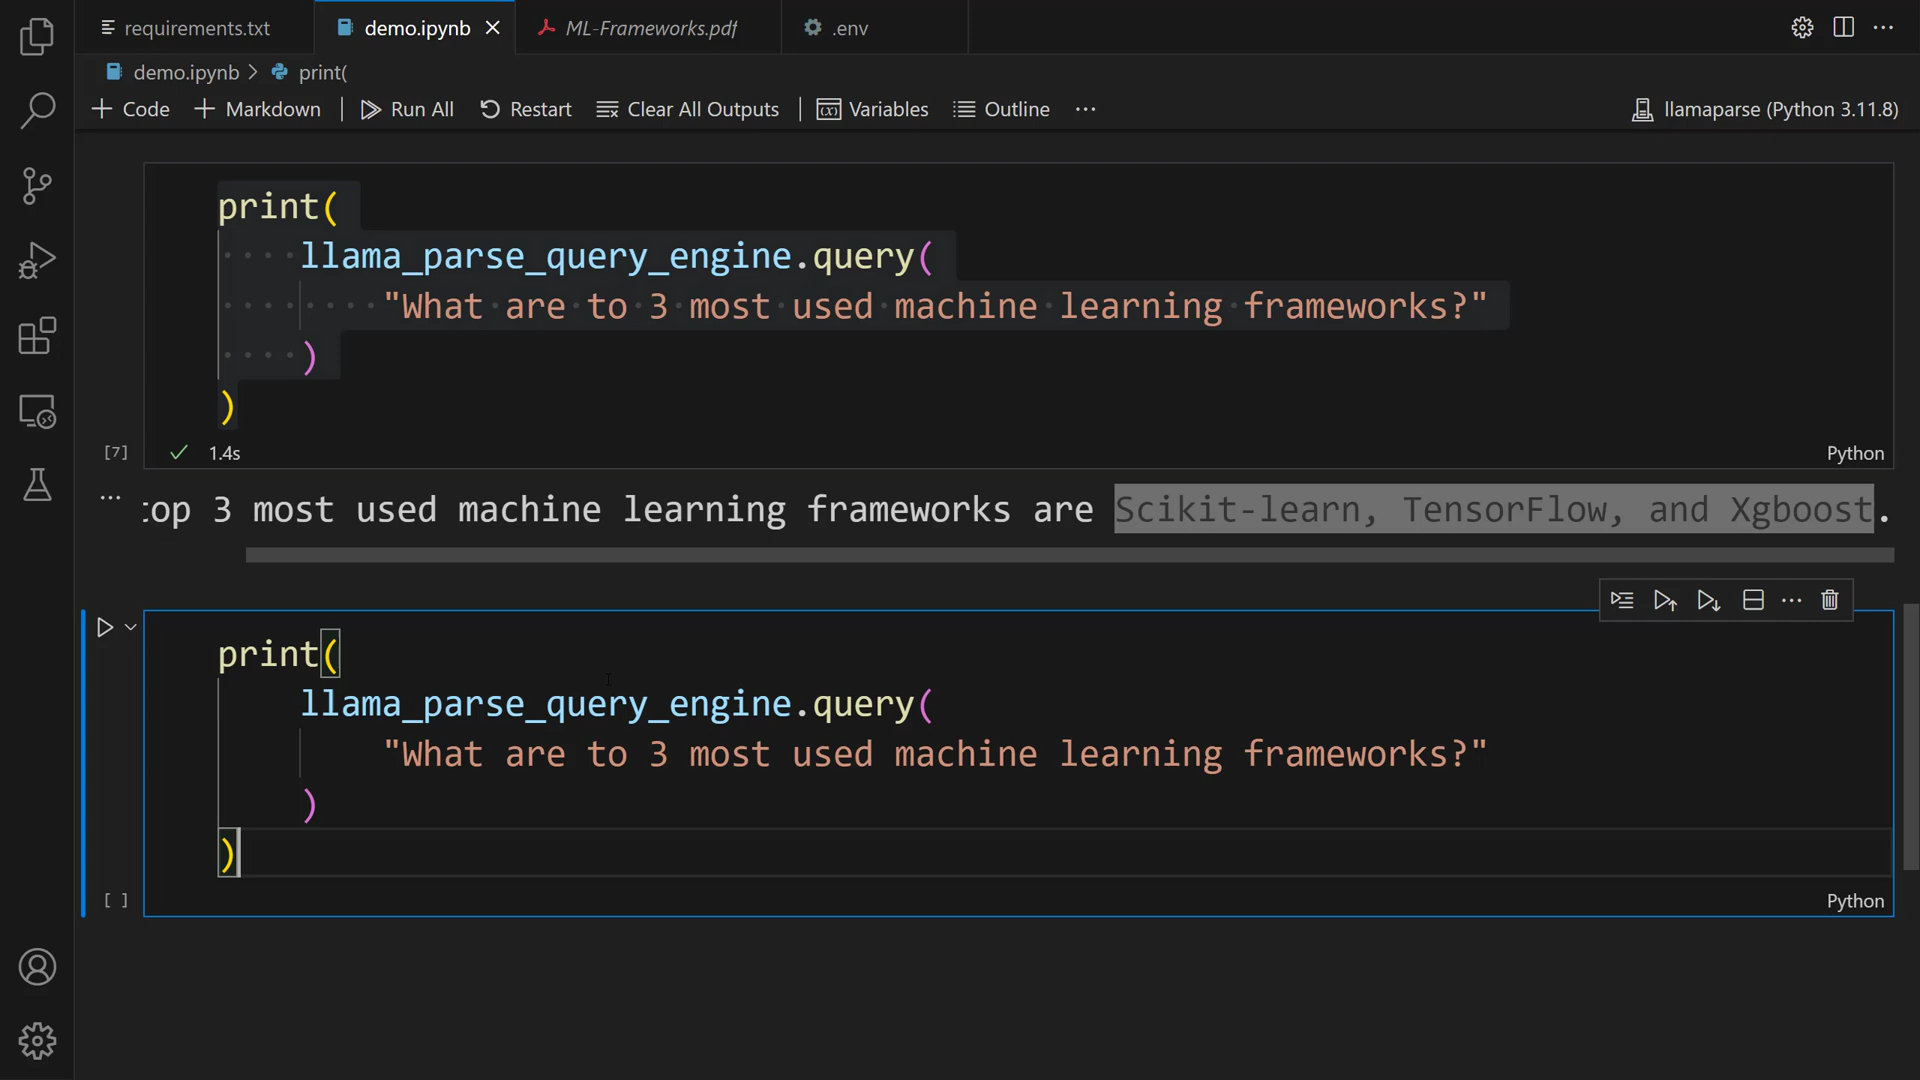 requirements.txt demo.ipynb ML-Frameworks.pdf .env
demo.ipynb > print(
Code Markdown Run All Restart Clear All Outputs Variables Outline ··· llamaparse (Python 3.11.8)
print(
llama_parse_query_engine.query(
"What are to 3 most used machine learning frameworks?"
)
)
[7] 1.4s Python
top 3 most used machine learning frameworks are Scikit-learn, TensorFlow, and Xgboost.
print(
llama_parse_query_engine.query(
"What are to 3 most used machine learning frameworks?"
)
)
[ ] Python